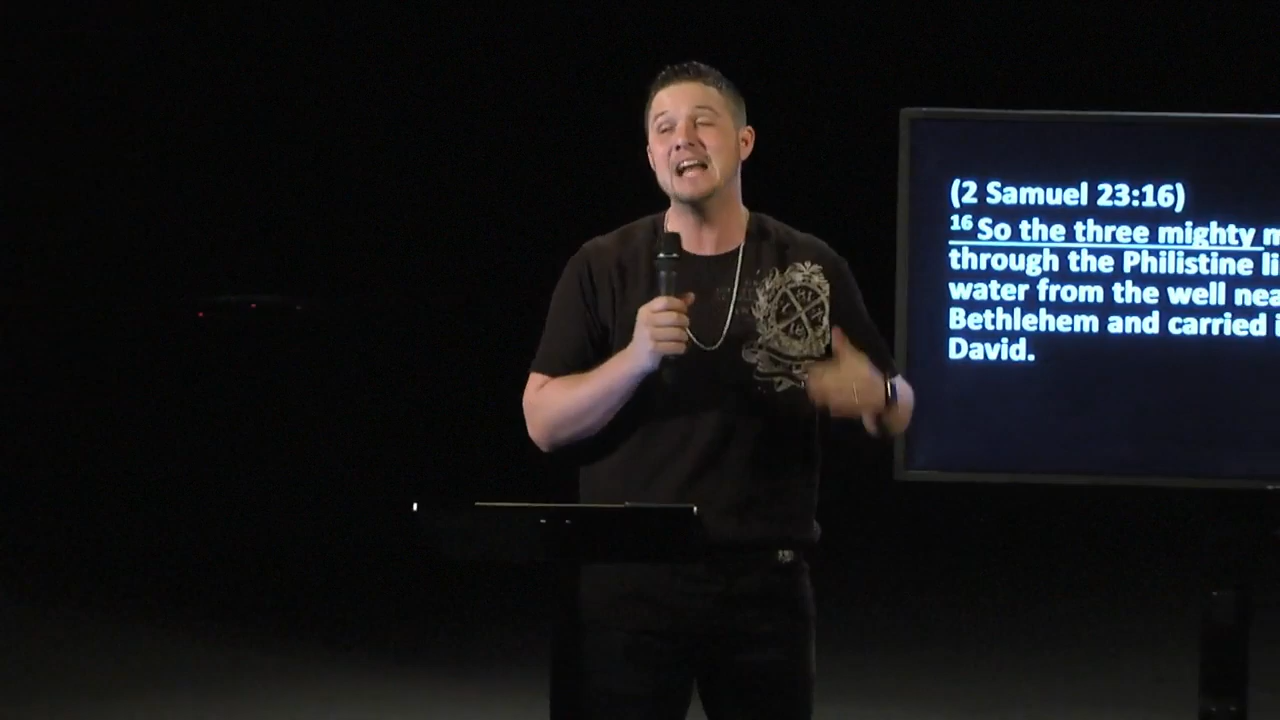 (2 Samuel 23:16)
16 So the three mighty
through the Philistine
water from the well
Bethlehem and carried
David.